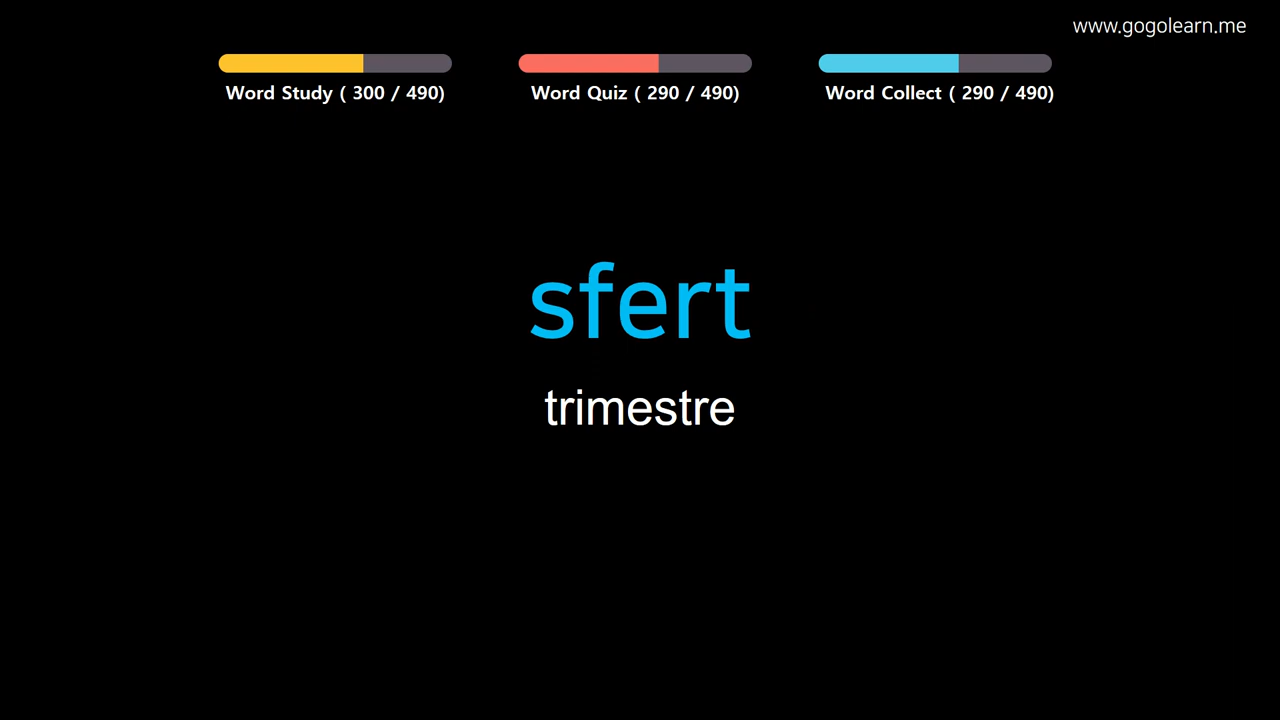 www.gogolearn.me
Word Study ( 300 / 490)
Word Quiz ( 290 / 490)
Word Collect ( 290 / 490)
sfert
trimestre